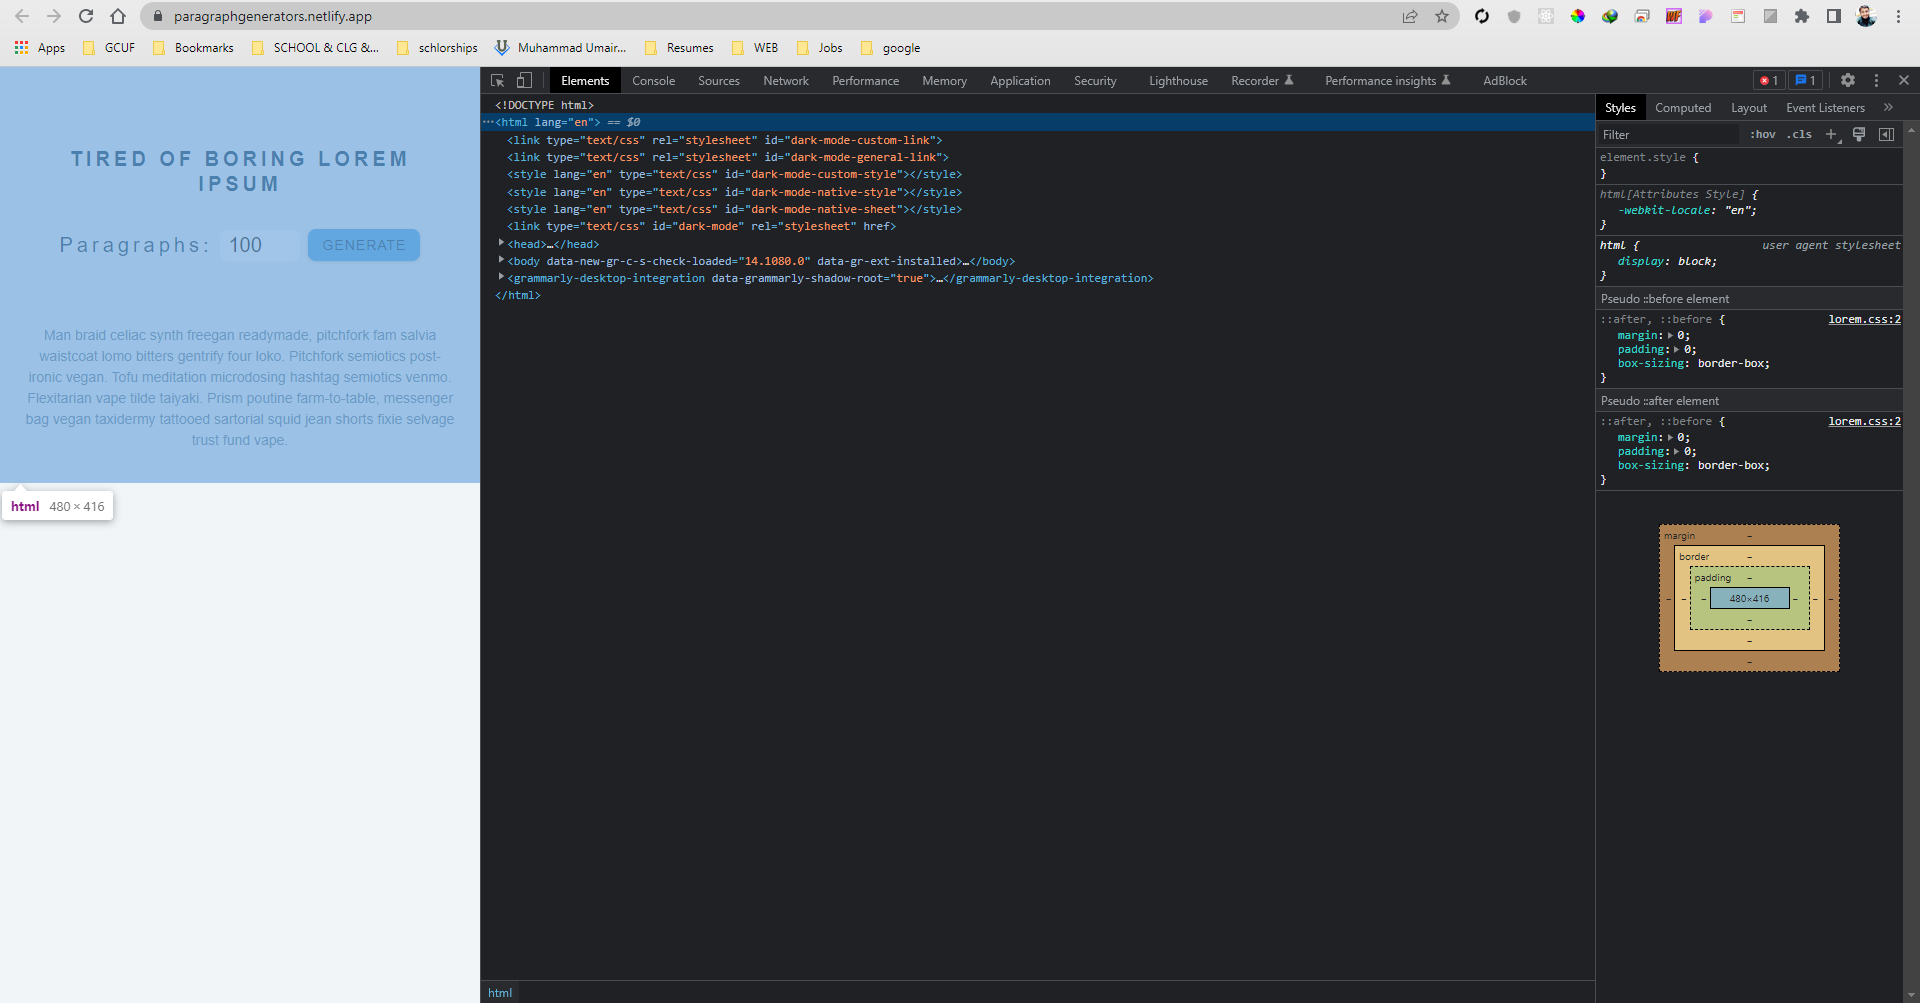 paragraphgenerators.netlify.app
Apps GCUF Bookmarks SCHOOL & CLG &... schlorships Muhammad Umair... Resumes WEB Jobs google
TIRED OF BORING LOREM
IPSUM
Paragraphs: 100 GENERATE
Man braid celiac synth freegan readymade, pitchfork fam salvia
waistcoat lomo bitters gentrify four loko. Pitchfork semiotics post-
ironic vegan. Tofu meditation microdosing hashtag semiotics venmo.
Flexitarian vape tilde taiyaki. Prism poutine farm-to-table, messenger
bag vegan taxidermy tattooed sartorial squid jean shorts fixie selvage
trust fund vape.
html 480 × 416
Elements Console Sources Network Performance Memory Application Security Lighthouse Recorder Performance insights AdBlock 1 1
<!DOCTYPE html>
···<html lang="en"> == $0
<link type="text/css" rel="stylesheet" id="dark-mode-custom-link">
<link type="text/css" rel="stylesheet" id="dark-mode-general-link">
<style lang="en" type="text/css" id="dark-mode-custom-style"></style>
<style lang="en" type="text/css" id="dark-mode-native-style"></style>
<style lang="en" type="text/css" id="dark-mode-native-sheet"></style>
<link type="text/css" id="dark-mode" rel="stylesheet" href>
<head>…</head>
<body data-new-gr-c-s-check-loaded="14.1080.0" data-gr-ext-installed>…</body>
<grammarly-desktop-integration data-grammarly-shadow-root="true">…</grammarly-desktop-integration>
</html>
html
Styles Computed Layout Event Listeners »
Filter :hov .cls +
element.style {
}
html[Attributes Style] {
-webkit-locale: "en";
}
html { user agent stylesheet
display: block;
}
Pseudo ::before element
::after, ::before { lorem.css:2
margin: 0;
padding: 0;
box-sizing: border-box;
}
Pseudo ::after element
::after, ::before { lorem.css:2
margin: 0;
padding: 0;
box-sizing: border-box;
}
margin –
border –
padding –
– – – 480×416 – – –
–
–
–